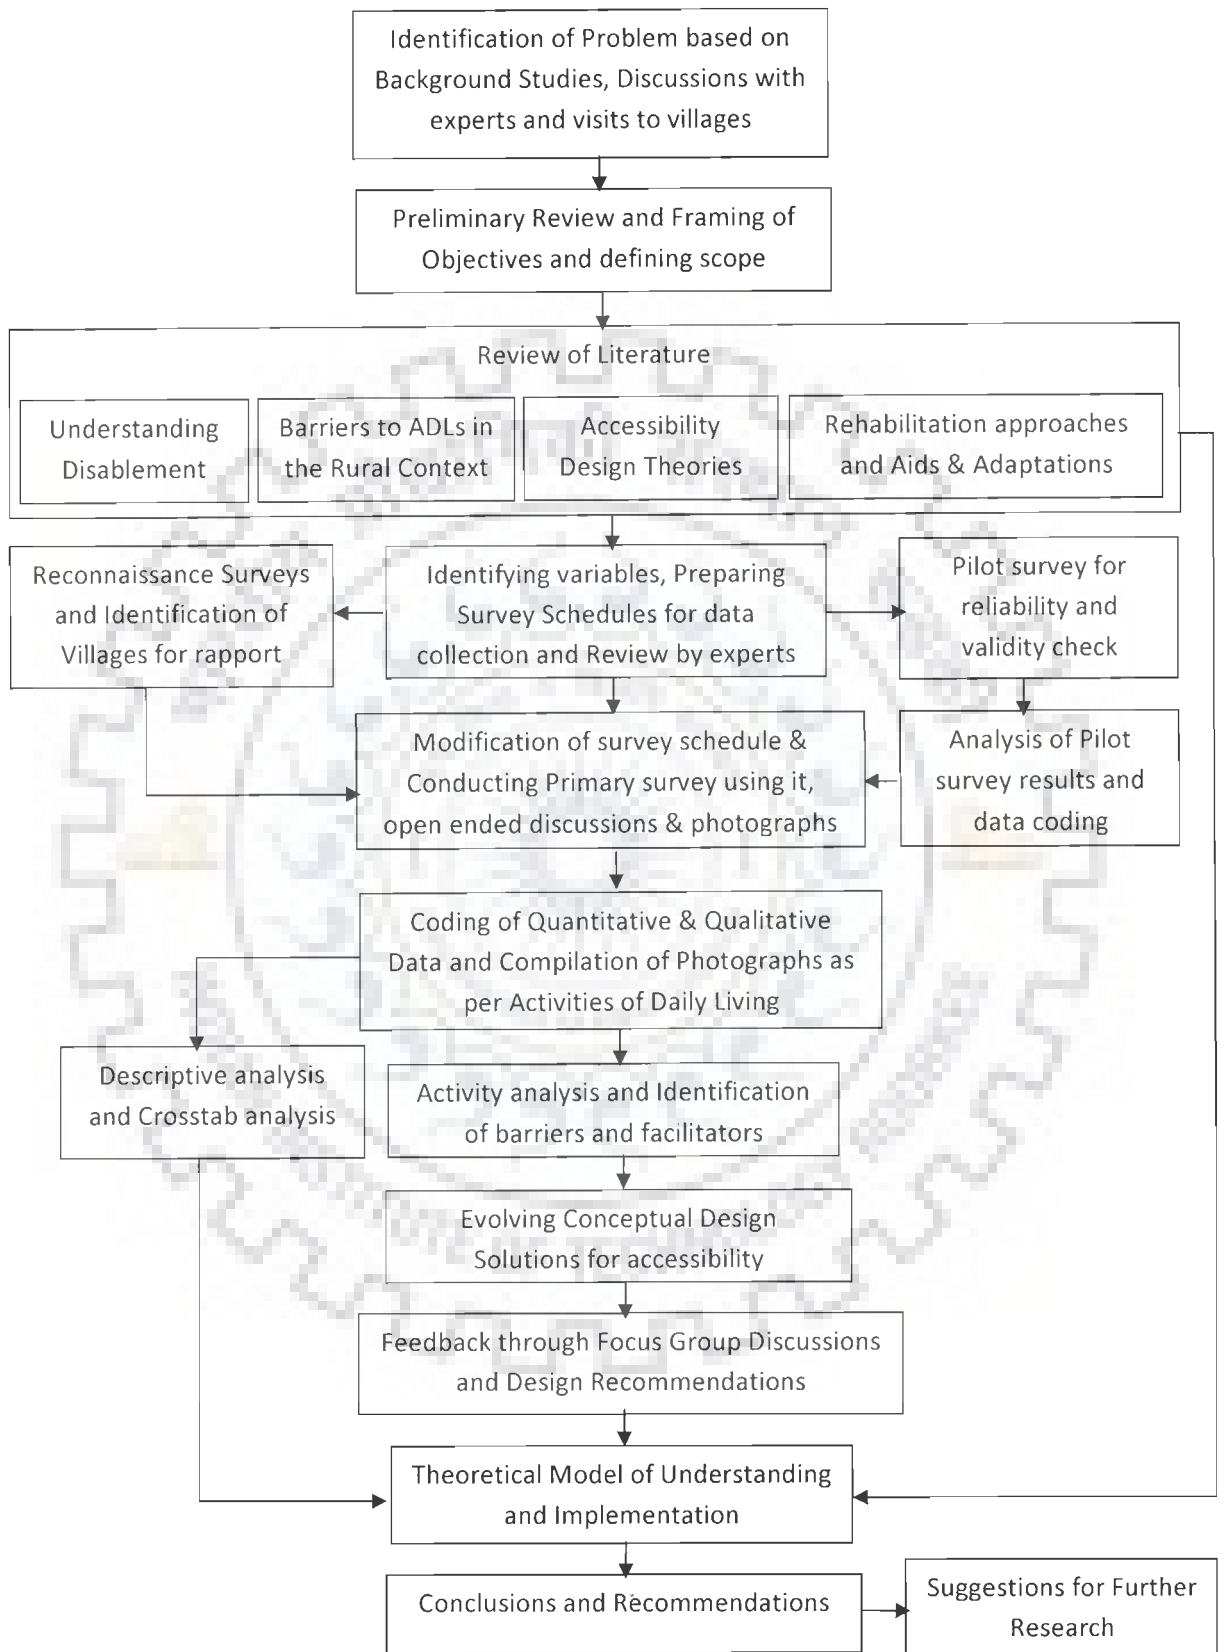 Identification of Problem based on
Background Studies, Discussions with
experts and visits to villages
Preliminary Review and Framing of
Objectives and defining scope
Review of Literature
Understanding
Disablement
Barriers to ADLs in
the Rural Context
Accessibility
Design Theories
Rehabilitation approaches
and Aids & Adaptations
Reconnaissance Surveys
and Identification of
Villages for rapport
Identifying variables, Preparing
Survey Schedules for data
collection and Review by experts
Pilot survey for
reliability and
validity check
Modification of survey schedule &
Conducting Primary survey using it,
open ended discussions & photographs
Analysis of Pilot
survey results and
data coding
Coding of Quantitative & Qualitative
Data and Compilation of Photographs as
per Activities of Daily Living
Descriptive analysis
and Crosstab analysis
Activity analysis and Identification
of barriers and facilitators
Evolving Conceptual Design
Solutions for accessibility
Feedback through Focus Group Discussions
and Design Recommendations
Theoretical Model of Understanding
and Implementation
Conclusions and Recommendations
Suggestions for Further
Research